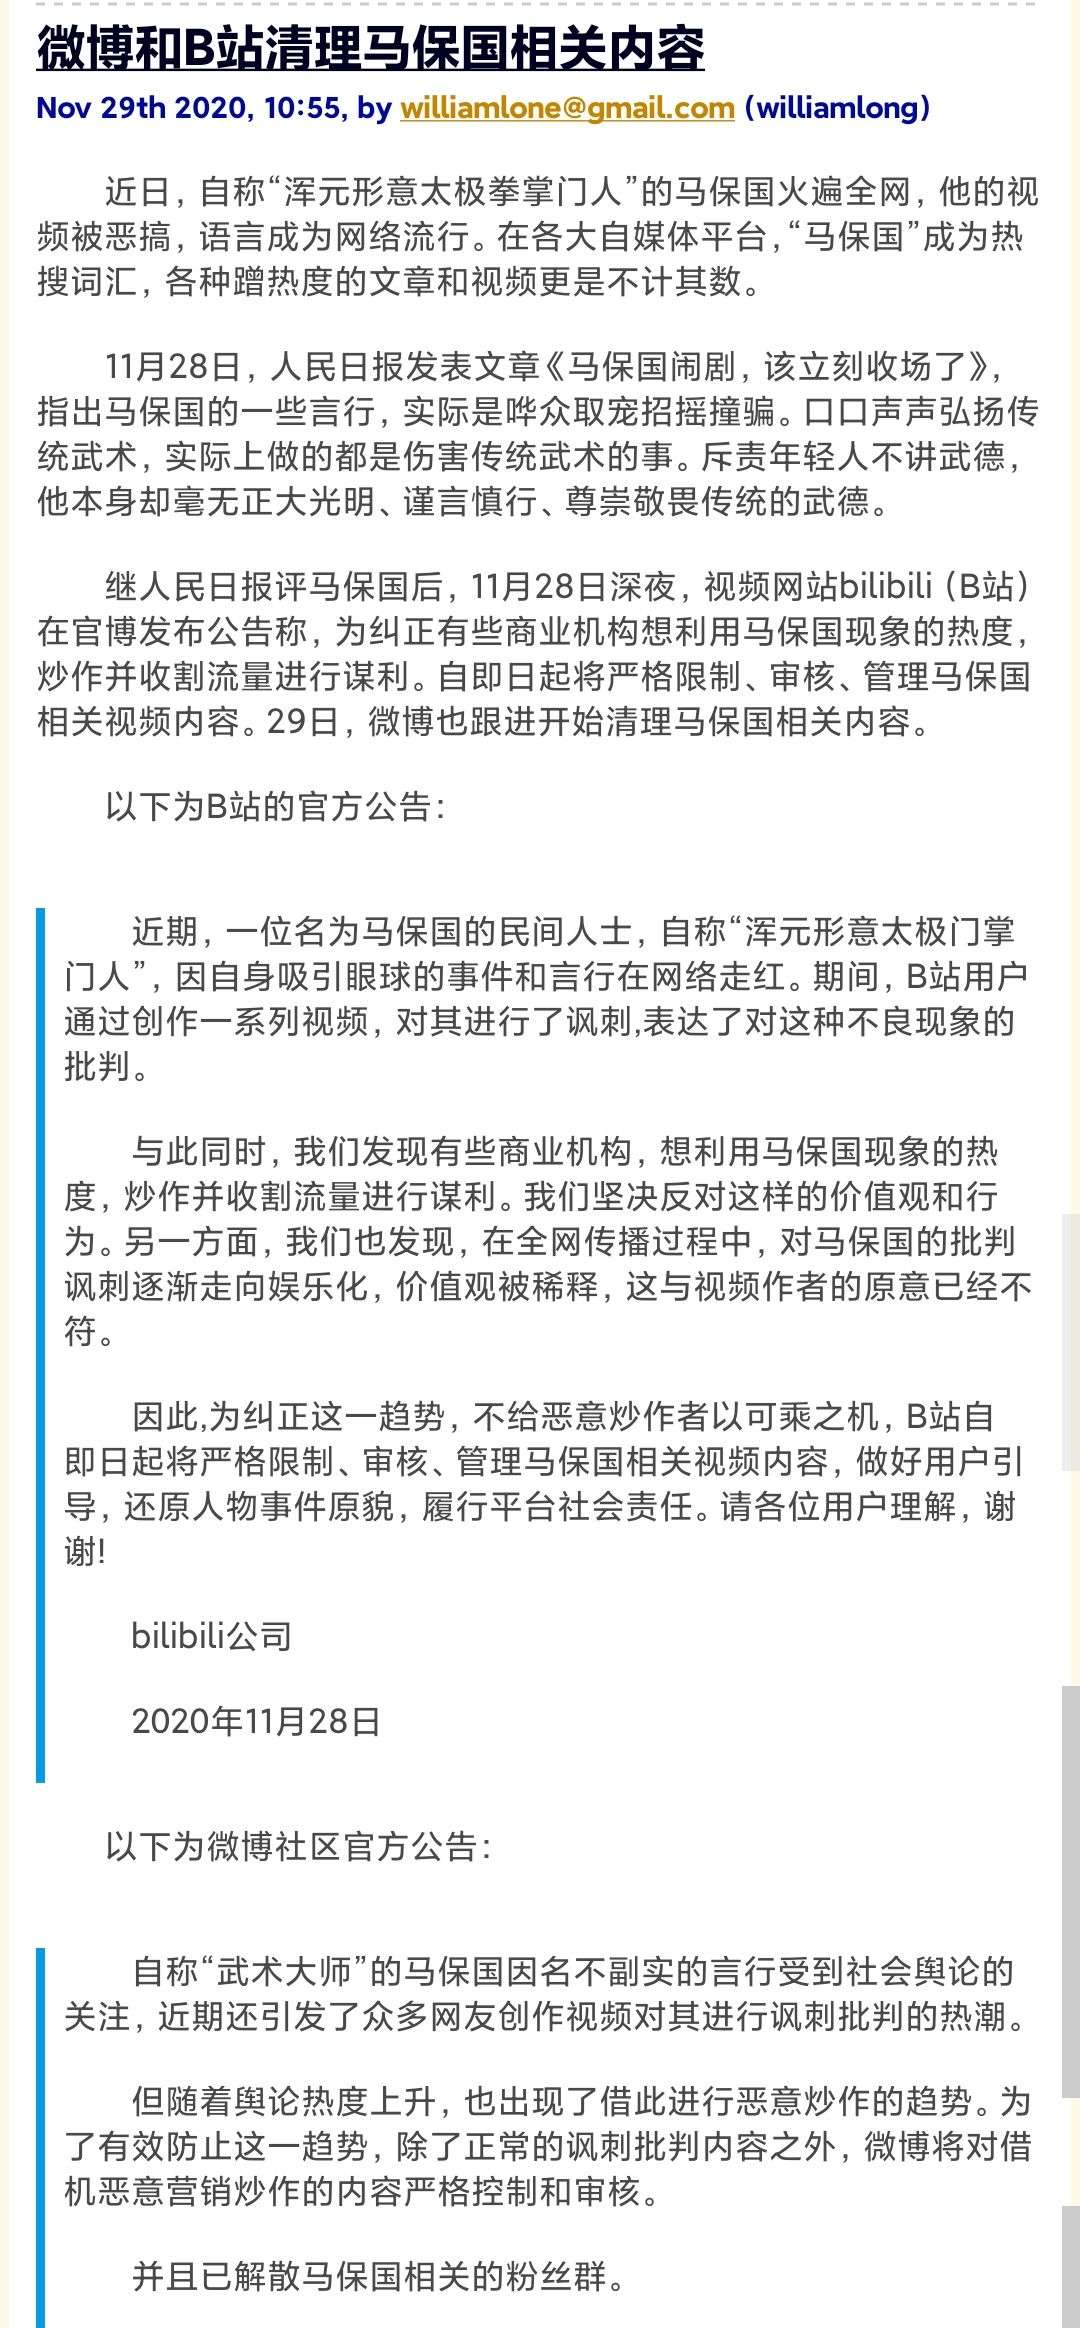 微博和B站清理马保国相关内容
Nov 29th 2020, 10:55, by williamlone@gmail.com (williamlong)
近日，自称“浑元形意太极拳掌门人”的马保国火遍全网，他的视
频被恶搞，语言成为网络流行。在各大自媒体平台，“马保国”成为热
搜词汇，各种蹭热度的文章和视频更是不计其数。
11月28日，人民日报发表文章《马保国闹剧，该立刻收场了》，
指出马保国的一些言行，实际是哗众取宠招摇撞骗。口口声声弘扬传
统武术，实际上做的都是伤害传统武术的事。斥责年轻人不讲武德，
他本身却毫无正大光明、谨言慎行、尊崇敬畏传统的武德。
继人民日报评马保国后，11月28日深夜，视频网站bilibili（B站）
在官博发布公告称，为纠正有些商业机构想利用马保国现象的热度，
炒作并收割流量进行谋利。自即日起将严格限制、审核、管理马保国
相关视频内容。29日，微博也跟进开始清理马保国相关内容。
以下为B站的官方公告：
近期，一位名为马保国的民间人士，自称“浑元形意太极门掌
门人”，因自身吸引眼球的事件和言行在网络走红。期间，B站用户
通过创作一系列视频，对其进行了讽刺,表达了对这种不良现象的
批判。
与此同时，我们发现有些商业机构，想利用马保国现象的热
度，炒作并收割流量进行谋利。我们坚决反对这样的价值观和行
为。另一方面，我们也发现，在全网传播过程中，对马保国的批判
讽刺逐渐走向娱乐化，价值观被稀释，这与视频作者的原意已经不
符。
因此,为纠正这一趋势，不给恶意炒作者以可乘之机，B站自
即日起将严格限制、审核、管理马保国相关视频内容，做好用户引
导，还原人物事件原貌，履行平台社会责任。请各位用户理解，谢
谢!
bilibili公司
2020年11月28日
以下为微博社区官方公告：
自称“武术大师”的马保国因名不副实的言行受到社会舆论的
关注，近期还引发了众多网友创作视频对其进行讽刺批判的热潮。
但随着舆论热度上升，也出现了借此进行恶意炒作的趋势。为
了有效防止这一趋势，除了正常的讽刺批判内容之外，微博将对借
机恶意营销炒作的内容严格控制和审核。
并且已解散马保国相关的粉丝群。